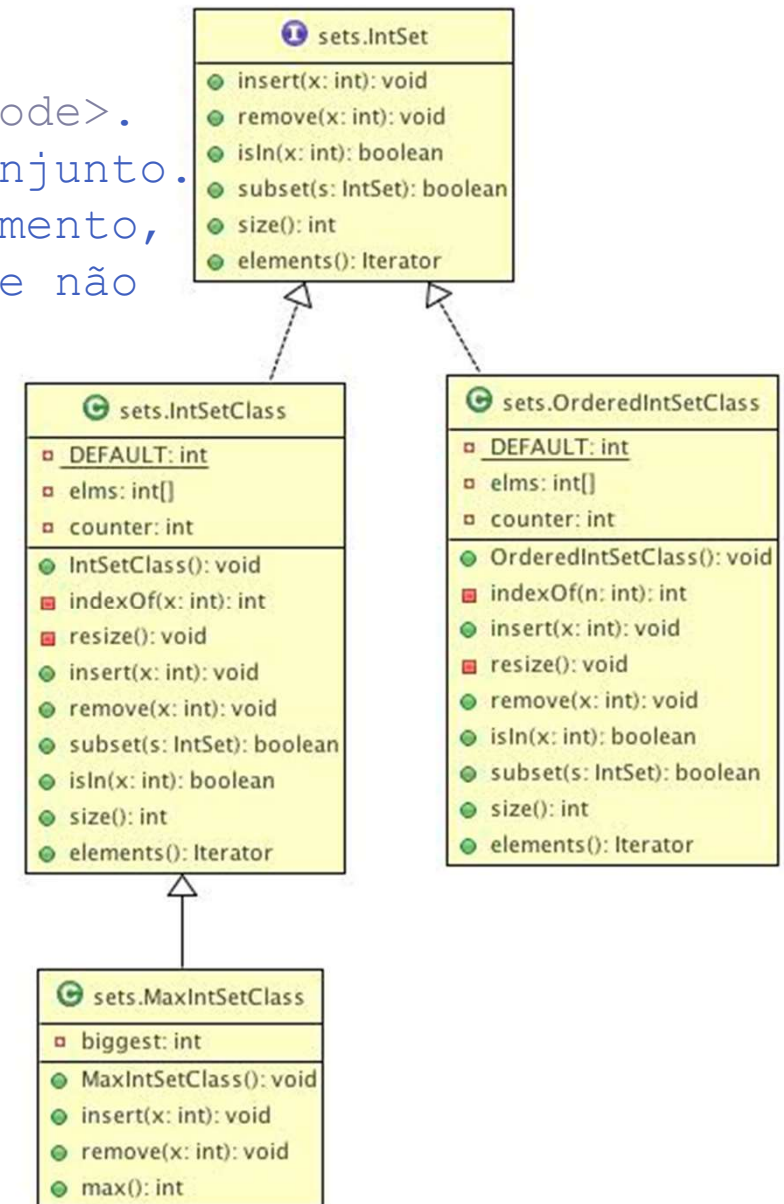 ode>.
njunto.
mento,
e não
I sets.IntSet
insert(x: int): void
remove(x: int): void
isIn(x: int): boolean
subset(s: IntSet): boolean
size(): int
elements(): Iterator
C sets.IntSetClass
DEFAULT: int
elms: int[]
counter: int
IntSetClass(): void
indexOf(x: int): int
resize(): void
insert(x: int): void
remove(x: int): void
subset(s: IntSet): boolean
isIn(x: int): boolean
size(): int
elements(): Iterator
C sets.OrderedIntSetClass
DEFAULT: int
elms: int[]
counter: int
OrderedIntSetClass(): void
indexOf(n: int): int
insert(x: int): void
resize(): void
remove(x: int): void
isIn(x: int): boolean
subset(s: IntSet): boolean
size(): int
elements(): Iterator
C sets.MaxIntSetClass
biggest: int
MaxIntSetClass(): void
insert(x: int): void
remove(x: int): void
max(): int